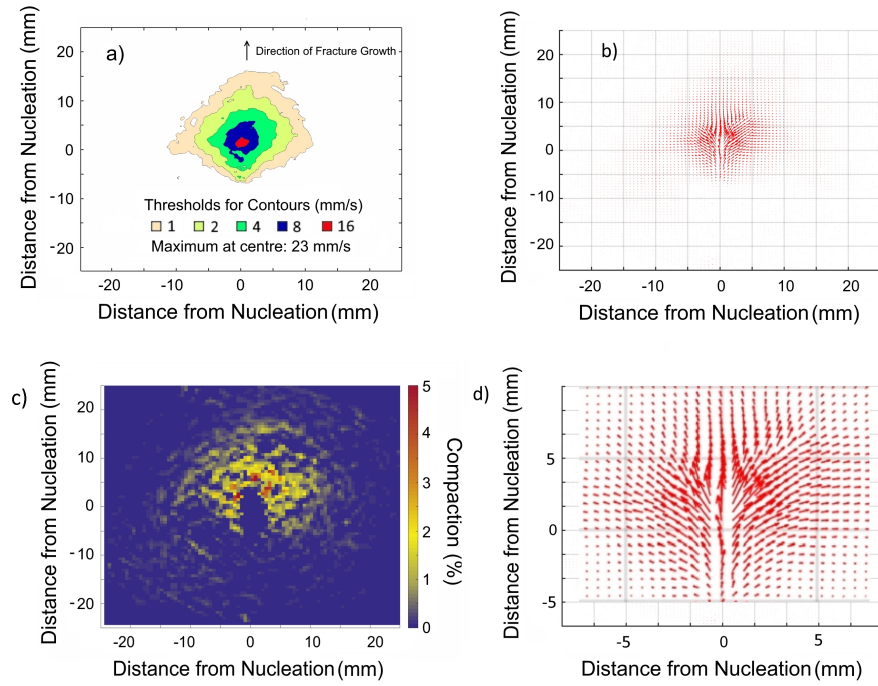 a)
Direction of Fracture Growth
Distance from Nucleation (mm)
20
10
0
-10
-20
Thresholds for Contours (mm/s)
1 2 4 8 16
Maximum at centre: 23 mm/s
-20 -10 0 10 20
Distance from Nucleation (mm)
b)
Distance from Nucleation (mm)
20
10
0
-10
-20
-20 -10 0 10 20
Distance from Nucleation (mm)
c)
Distance from Nucleation (mm)
20
10
0
-10
-20
-20 -10 0 10 20
Distance from Nucleation (mm)
5
4
3
2
1
0
Compaction (%)
d)
Distance from Nucleation (mm)
5
0
-5
-5 0 5
Distance from Nucleation (mm)